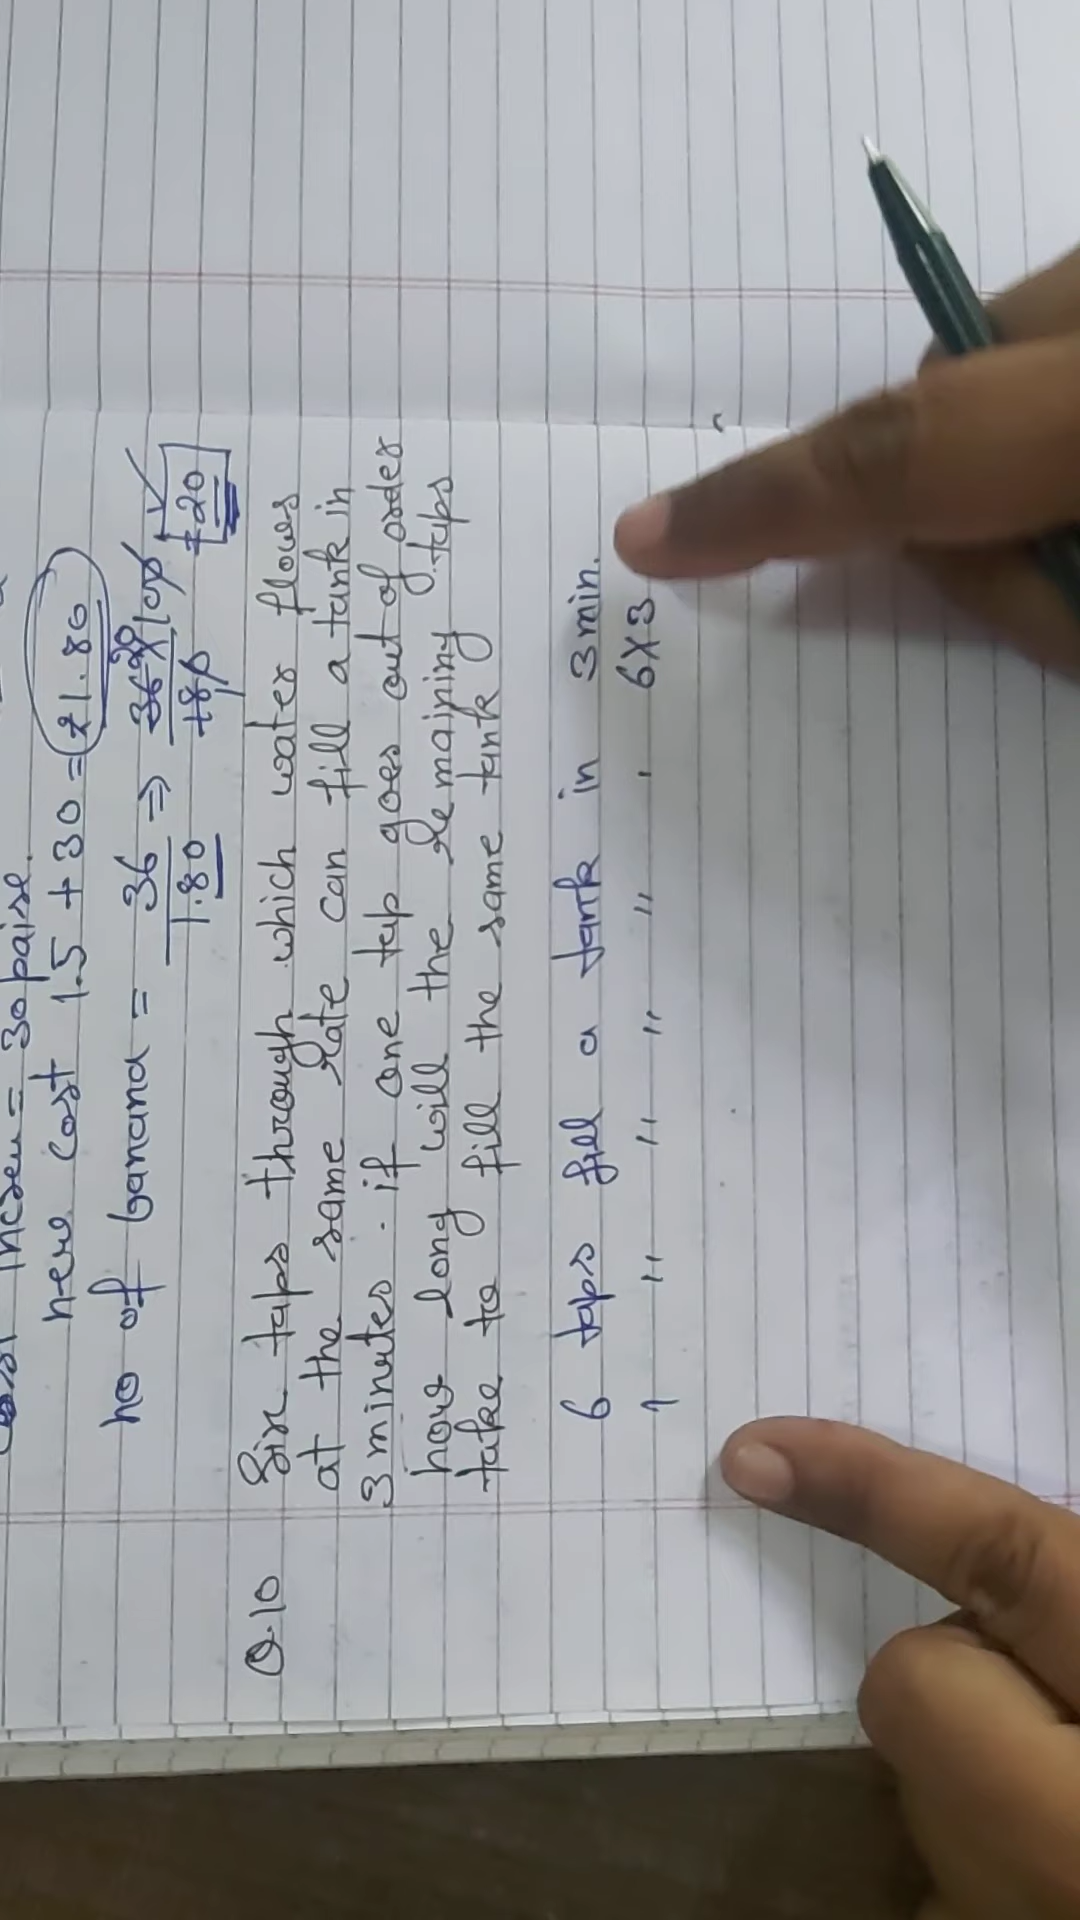 Incre = 30 paise.
new cost 1.5 + 30 = ₹1.80
no of banana = 36/1.80 ⇒ 36×100/180 = 20
Q.10 Six taps through which water flows
at the same rate can fill a tank in
3 minutes. if one tap goes out of order
how long will the remaining taps
take to fill the same tank
6 taps fill a tank in 3 min.
1 " " " " , 6×3